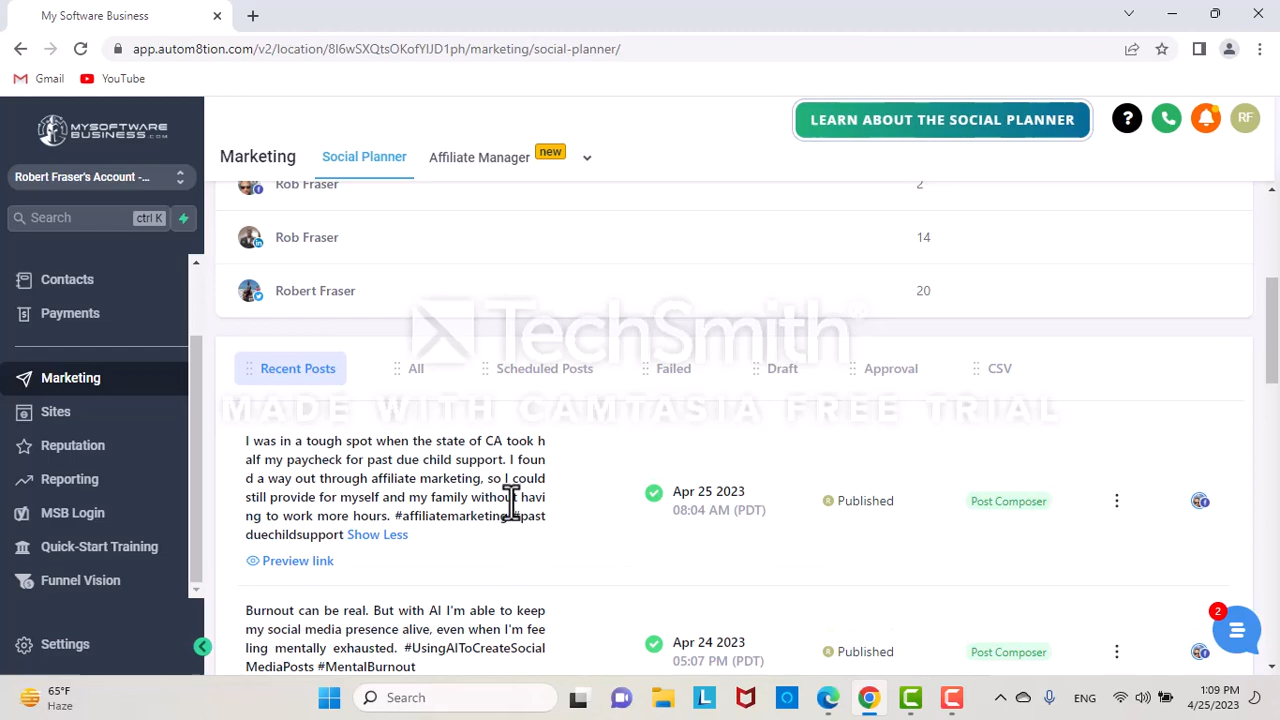 My Software Business
app.autom8tion.com/v2/location/8I6wSXQtsOKofYIJD1ph/marketing/social-planner/
Gmail
YouTube
MYSOFTWARE
BUSINESS.COM
LEARN ABOUT THE SOCIAL PLANNER
?
RF
Robert Fraser's Account -...
Marketing
Social Planner
Affiliate Manager
new
Search
ctrl K
Rob Fraser
2
Rob Fraser
14
Robert Fraser
20
Contacts
Payments
Marketing
Sites
Reputation
Reporting
MSB Login
Quick-Start Training
Funnel Vision
Settings
TechSmith
MADE WITH CAMTASIA FREE TRIAL
Recent Posts
All
Scheduled Posts
Failed
Draft
Approval
CSV
I was in a tough spot when the state of CA took h
alf my paycheck for past due child support. I foun
d a way out through affiliate marketing, so I could
still provide for myself and my family without havi
ng to work more hours. #affiliatemarketing #past
duechildsupport Show Less
Preview link
Apr 25 2023
08:04 AM (PDT)
R Published
Post Composer
Burnout can be real. But with AI I'm able to keep
my social media presence alive, even when I'm fee
ling mentally exhausted. #UsingAIToCreateSocial
MediaPosts #MentalBurnout
Apr 24 2023
05:07 PM (PDT)
R Published
Post Composer
2
65°F
Haze
Search
ENG
1:09 PM
4/25/2023